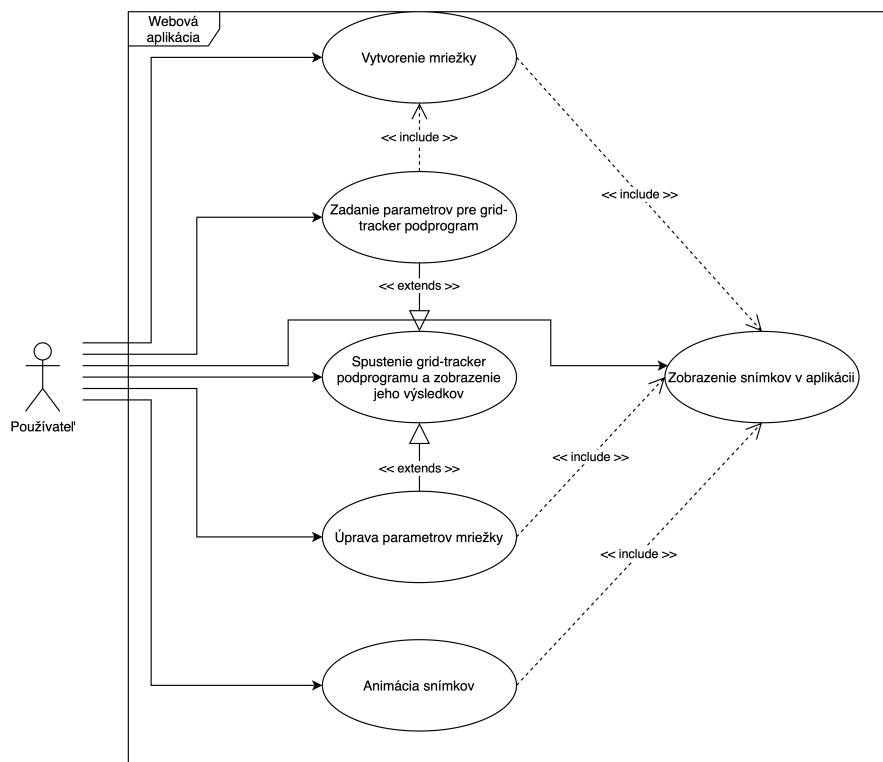 Webová
aplikácia
Vytvorenie mriežky
<< include >>
<< include >>
Zadanie parametrov pre grid-
tracker podprogram
<< extends >>
Spustenie grid-tracker
podprogramu a zobrazenie
jeho výsledkov
Zobrazenie snímkov v aplikácii
Používateľ
<< include >>
<< extends >>
Úprava parametrov mriežky
<< include >>
Animácia snímkov